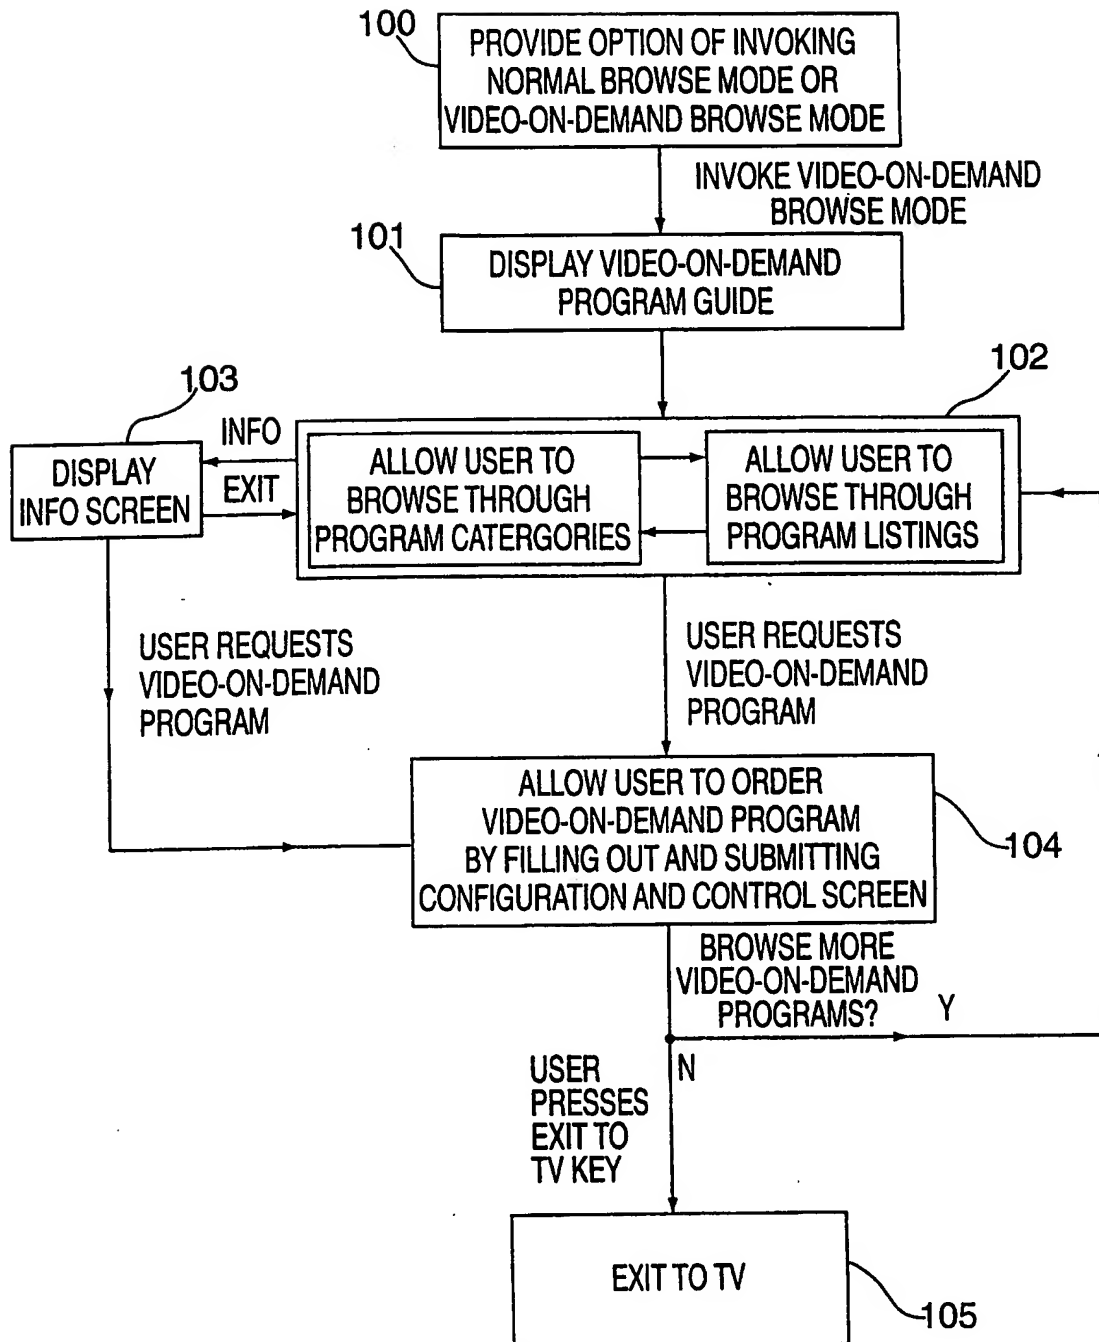 100
PROVIDE OPTION OF INVOKING
NORMAL BROWSE MODE OR
VIDEO-ON-DEMAND BROWSE MODE
INVOKE VIDEO-ON-DEMAND
BROWSE MODE
101
DISPLAY VIDEO-ON-DEMAND
PROGRAM GUIDE
102
103
DISPLAY
INFO SCREEN
INFO
EXIT
ALLOW USER TO
BROWSE THROUGH
PROGRAM CATERGORIES
ALLOW USER TO
BROWSE THROUGH
PROGRAM LISTINGS
USER REQUESTS
VIDEO-ON-DEMAND
PROGRAM
USER REQUESTS
VIDEO-ON-DEMAND
PROGRAM
ALLOW USER TO ORDER
VIDEO-ON-DEMAND PROGRAM
BY FILLING OUT AND SUBMITTING
CONFIGURATION AND CONTROL SCREEN
104
BROWSE MORE
VIDEO-ON-DEMAND
PROGRAMS?
Y
N
USER
PRESSES
EXIT TO
TV KEY
EXIT TO TV
105